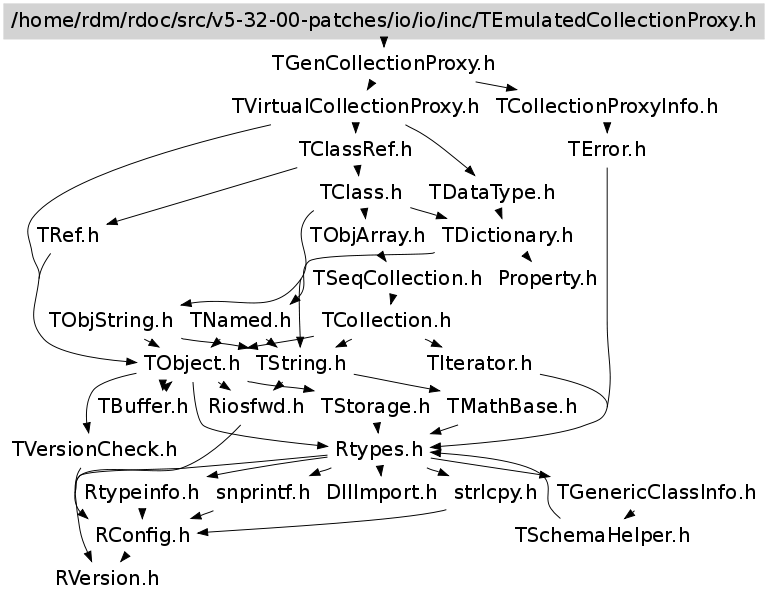 /home/rdm/rdoc/src/v5-32-00-patches/io/io/inc/TEmulatedCollectionProxy.h
TGenCollectionProxy.h
TVirtualCollectionProxy.h TCollectionProxyInfo.h
TClassRef.h TError.h
TClass.h TDataType.h
TRef.h TObjArray.h TDictionary.h
TSeqCollection.h Property.h
TObjString.h TNamed.h TCollection.h
TObject.h TString.h TIterator.h
TBuffer.h Riosfwd.h TStorage.h TMathBase.h
TVersionCheck.h Rtypes.h
Rtypeinfo.h snprintf.h DllImport.h strlcpy.h TGenericClassInfo.h
RConfig.h TSchemaHelper.h
RVersion.h